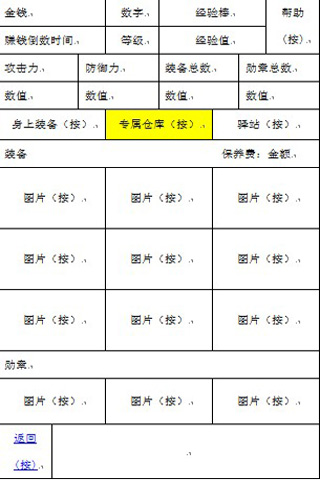 金钱 数字 经验棒 帮助
赚钱倒数时间 等级 经验值 （按）
攻击力 防御力 装备总数 勋章总数
数值 数值 数值 数值
身上装备（按） 专属仓库（按） 驿站（按）
装备 保养费：金额
图片（按） 图片（按） 图片（按）
图片（按） 图片（按） 图片（按）
图片（按） 图片（按） 图片（按）
勋章
图片（按） 图片（按） 图片（按）
返回
（按）